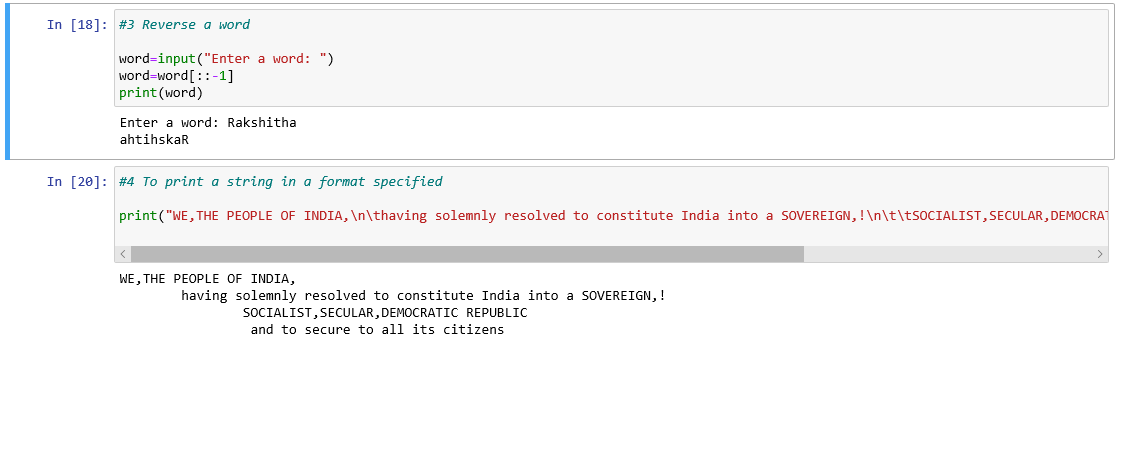 In [18]: #3 Reverse a word
word=input("Enter a word: ")
word=word[::-1]
print(word)
Enter a word: Rakshitha
ahtihskaR
In [20]: #4 To print a string in a format specified
print("WE,THE PEOPLE OF INDIA,\n\thaving solemnly resolved to constitute India into a SOVEREIGN,!\n\t\tSOCIALIST,SECULAR,DEMOCRAT
WE,THE PEOPLE OF INDIA,
having solemnly resolved to constitute India into a SOVEREIGN,!
SOCIALIST,SECULAR,DEMOCRATIC REPUBLIC
and to secure to all its citizens